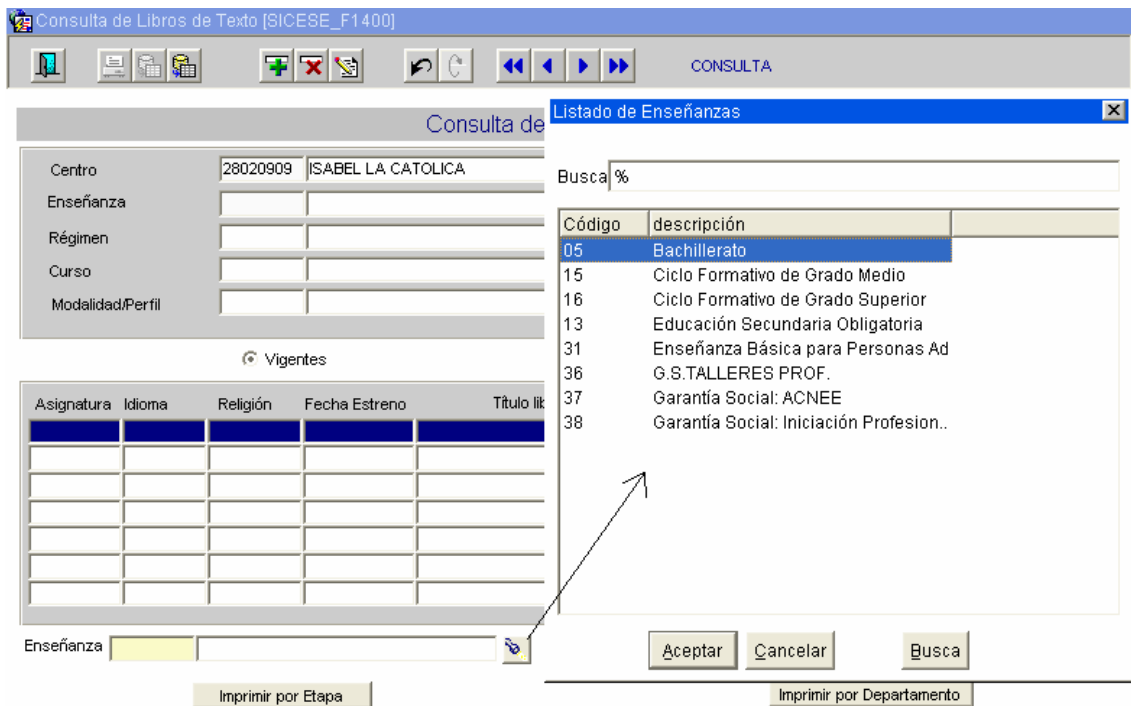 Consulta de Libros de Texto [SICESE_F1400]
CONSULTA
Consulta de
Centro 28020909 ISABEL LA CATOLICA
Enseñanza
Régimen
Curso
Modalidad/Perfil
Vigentes
Asignatura Idioma Religión Fecha Estreno Título lib
Enseñanza
Imprimir por Etapa
Listado de Enseñanzas
Busca %
Código descripción
05 Bachillerato
15 Ciclo Formativo de Grado Medio
16 Ciclo Formativo de Grado Superior
13 Educación Secundaria Obligatoria
31 Enseñanza Básica para Personas Ad
36 G.S.TALLERES PROF.
37 Garantía Social: ACNEE
38 Garantía Social: Iniciación Profesion..
Aceptar Cancelar Busca
Imprimir por Departamento